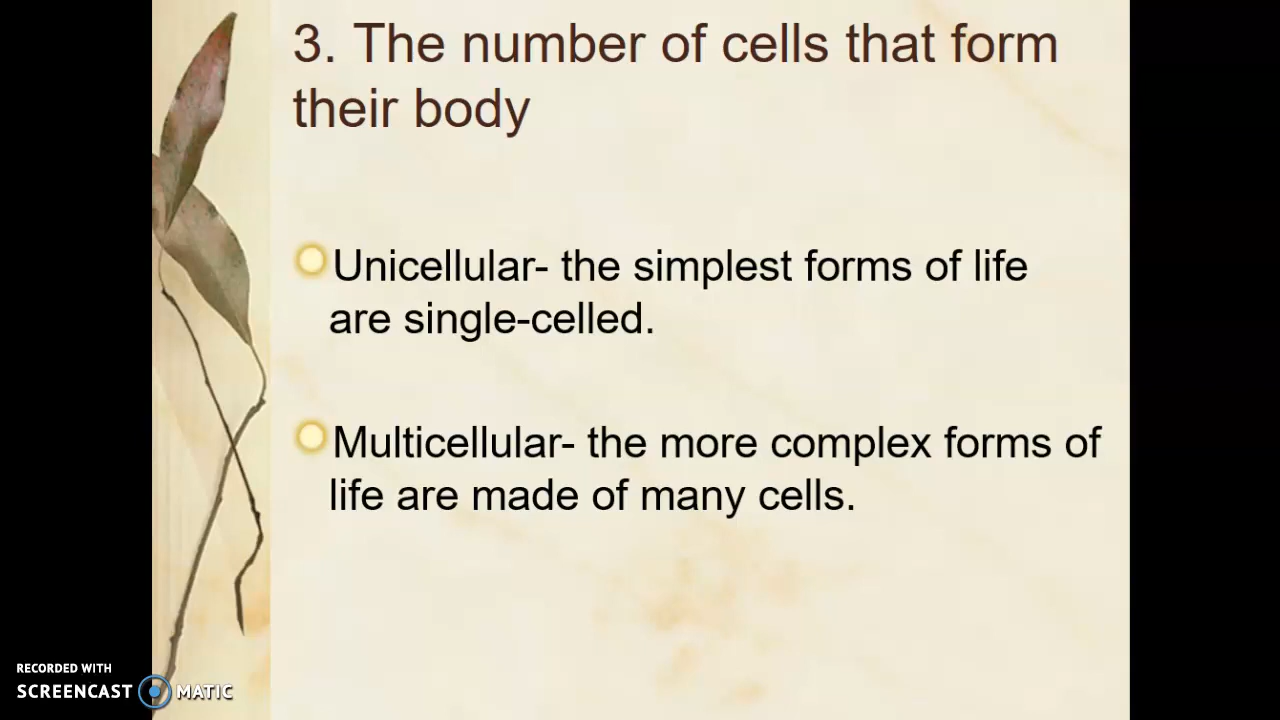 3. The number of cells that form
their body
Unicellular- the simplest forms of life
are single-celled.
Multicellular- the more complex forms of
life are made of many cells.
RECORDED WITH
SCREENCAST MATIC